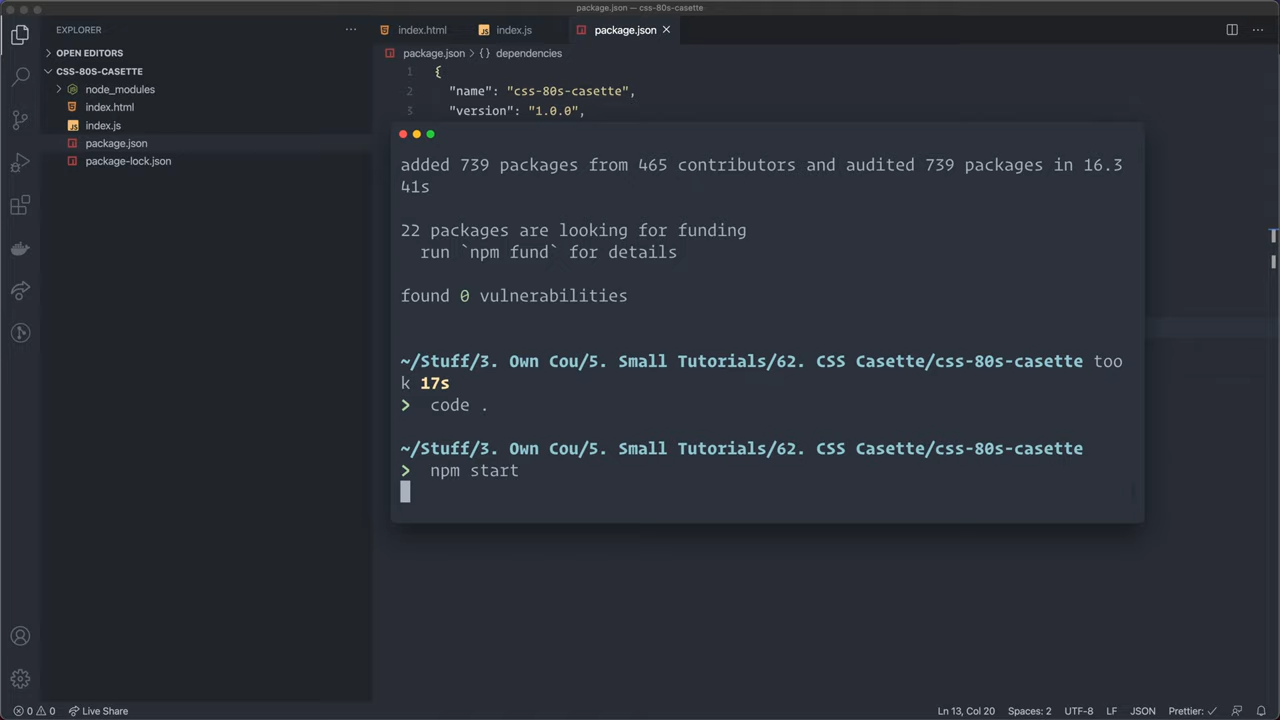 package.json — css-80s-casette
EXPLORER
index.html
index.js
package.json
OPEN EDITORS
package.json
{} dependencies
CSS-80S-CASETTE
node_modules
index.html
index.js
package.json
package-lock.json
1 {
2 "name": "css-80s-casette",
3 "version": "1.0.0",
added 739 packages from 465 contributors and audited 739 packages in 16.3
41s
22 packages are looking for funding
run `npm fund` for details
found 0 vulnerabilities
~/Stuff/3. Own Cou/5. Small Tutorials/62. CSS Casette/css-80s-casette too
k 17s
> code .
~/Stuff/3. Own Cou/5. Small Tutorials/62. CSS Casette/css-80s-casette
> npm start
0 0 Live Share
Ln 13, Col 20 Spaces: 2 UTF-8 LF JSON Prettier: ✓